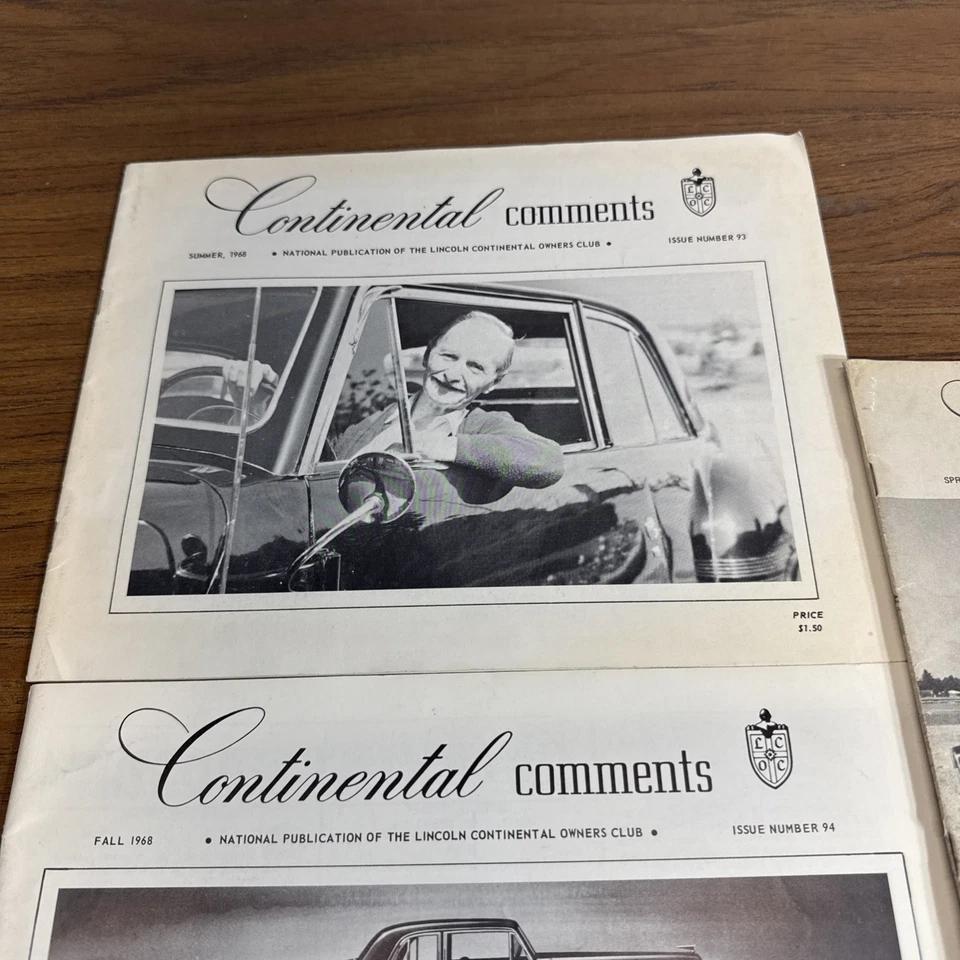 Continental comments
L C
O C
SUMMER, 1968 • NATIONAL PUBLICATION OF THE LINCOLN CONTINENTAL OWNERS CLUB • ISSUE NUMBER 93
PRICE
$1.50
Continental comments
L C
O C
FALL 1968 • NATIONAL PUBLICATION OF THE LINCOLN CONTINENTAL OWNERS CLUB • ISSUE NUMBER 94